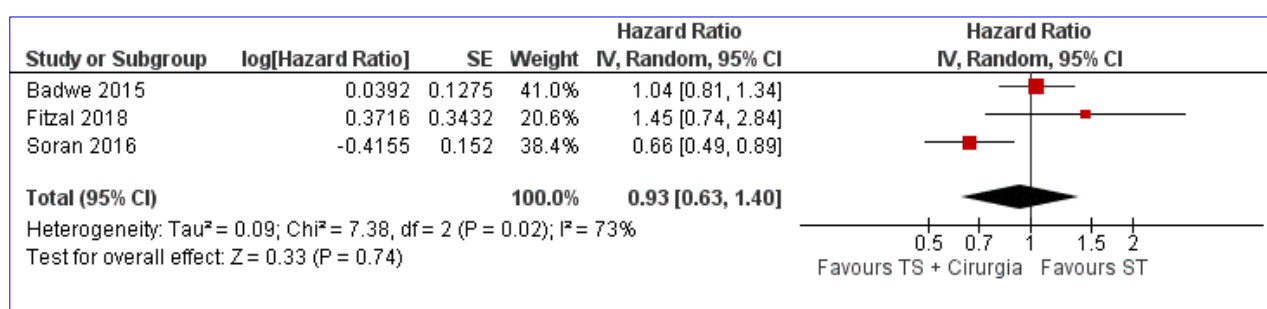 Hazard Ratio Hazard Ratio
Study or Subgroup log[Hazard Ratio] SE Weight IV, Random, 95% CI IV, Random, 95% CI
Badwe 2015 0.0392 0.1275 41.0% 1.04 [0.81, 1.34]
Fitzal 2018 0.3716 0.3432 20.6% 1.45 [0.74, 2.84]
Soran 2016 -0.4155 0.152 38.4% 0.66 [0.49, 0.89]
Total (95% CI) 100.0% 0.93 [0.63, 1.40]
Heterogeneity: Tau² = 0.09; Chi² = 7.38, df = 2 (P = 0.02); I² = 73%
Test for overall effect: Z = 0.33 (P = 0.74)
0.5 0.7 1 1.5 2
Favours TS + Cirurgia Favours ST